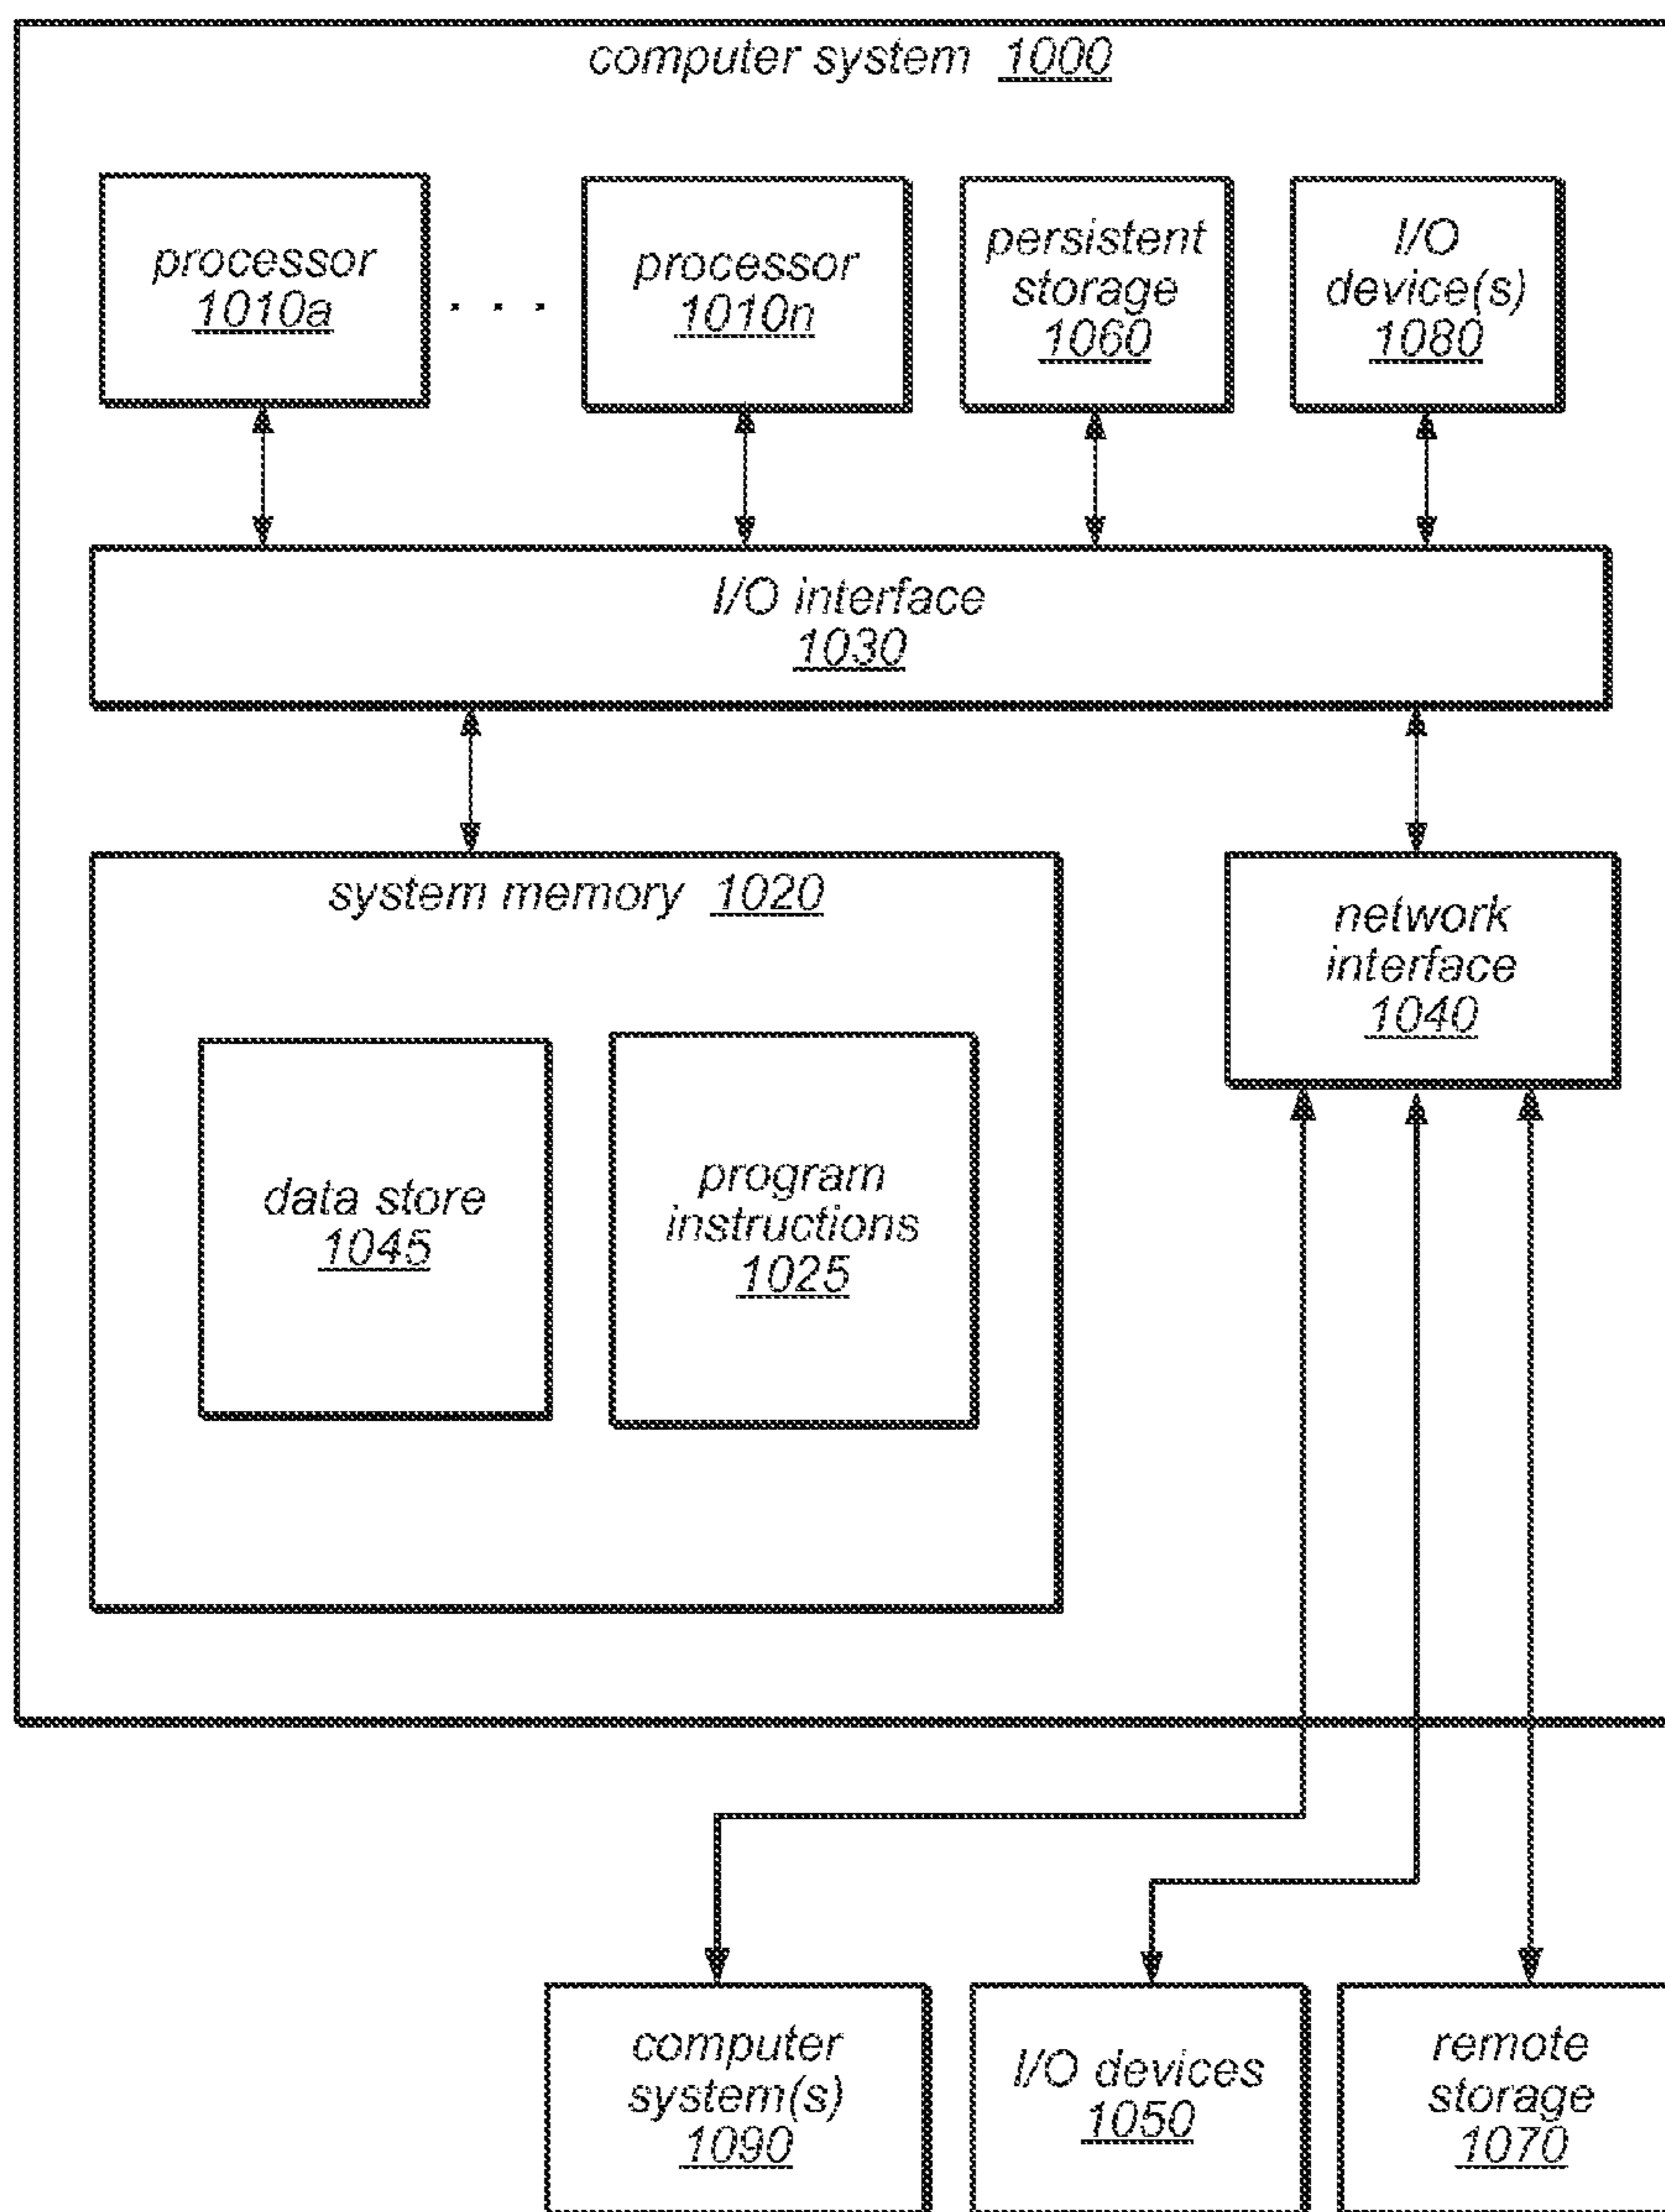 computer system 1000
processor
1010a
. . .
processor
1010n
persistent
storage
1060
I/O
device(s)
1080
I/O interface
1030
system memory 1020
data store
1045
program
instructions
1025
network
interface
1040
computer
system(s)
1090
I/O devices
1050
remote
storage
1070